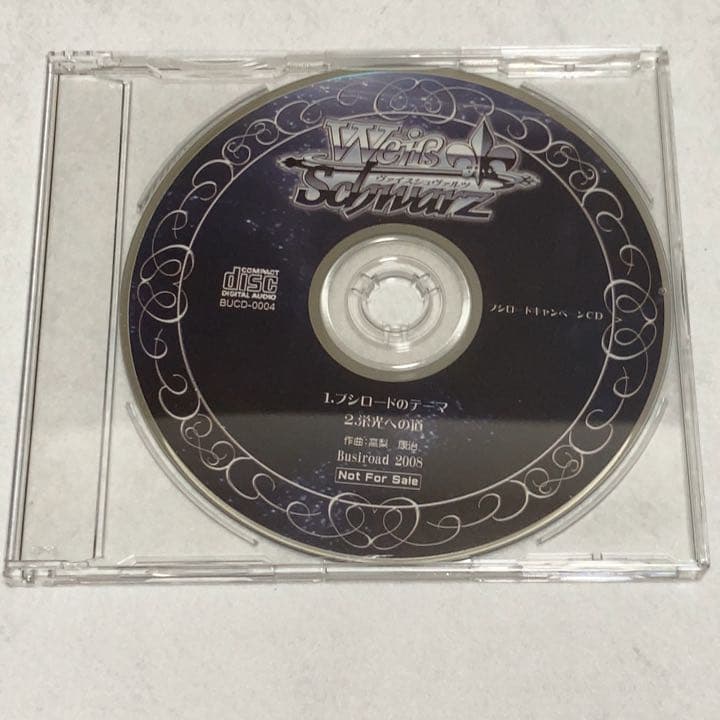 Weiß
ヴァイスシュヴァルツ
Schwarz
COMPACT
disc
DIGITAL AUDIO
BUCD-0004
ブシロードキャンペーンCD
1.ブシロードのテーマ
2.栄光への道
作曲:高梨 康治
Busiroad 2008
Not For Sale